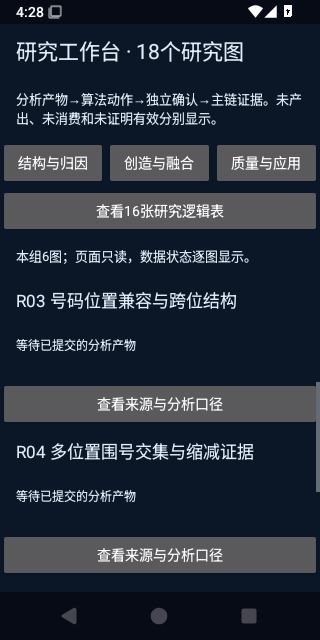 4:28
研究工作台 · 18个研究图
分析产物→算法动作→独立确认→主链证据。未产
出、未消费和未证明有效分别显示。
结构与归因 创造与融合 质量与应用
查看16张研究逻辑表
本组6图；页面只读，数据状态逐图显示。
R03 号码位置兼容与跨位结构
等待已提交的分析产物
查看来源与分析口径
R04 多位置围号交集与缩减证据
等待已提交的分析产物
查看来源与分析口径